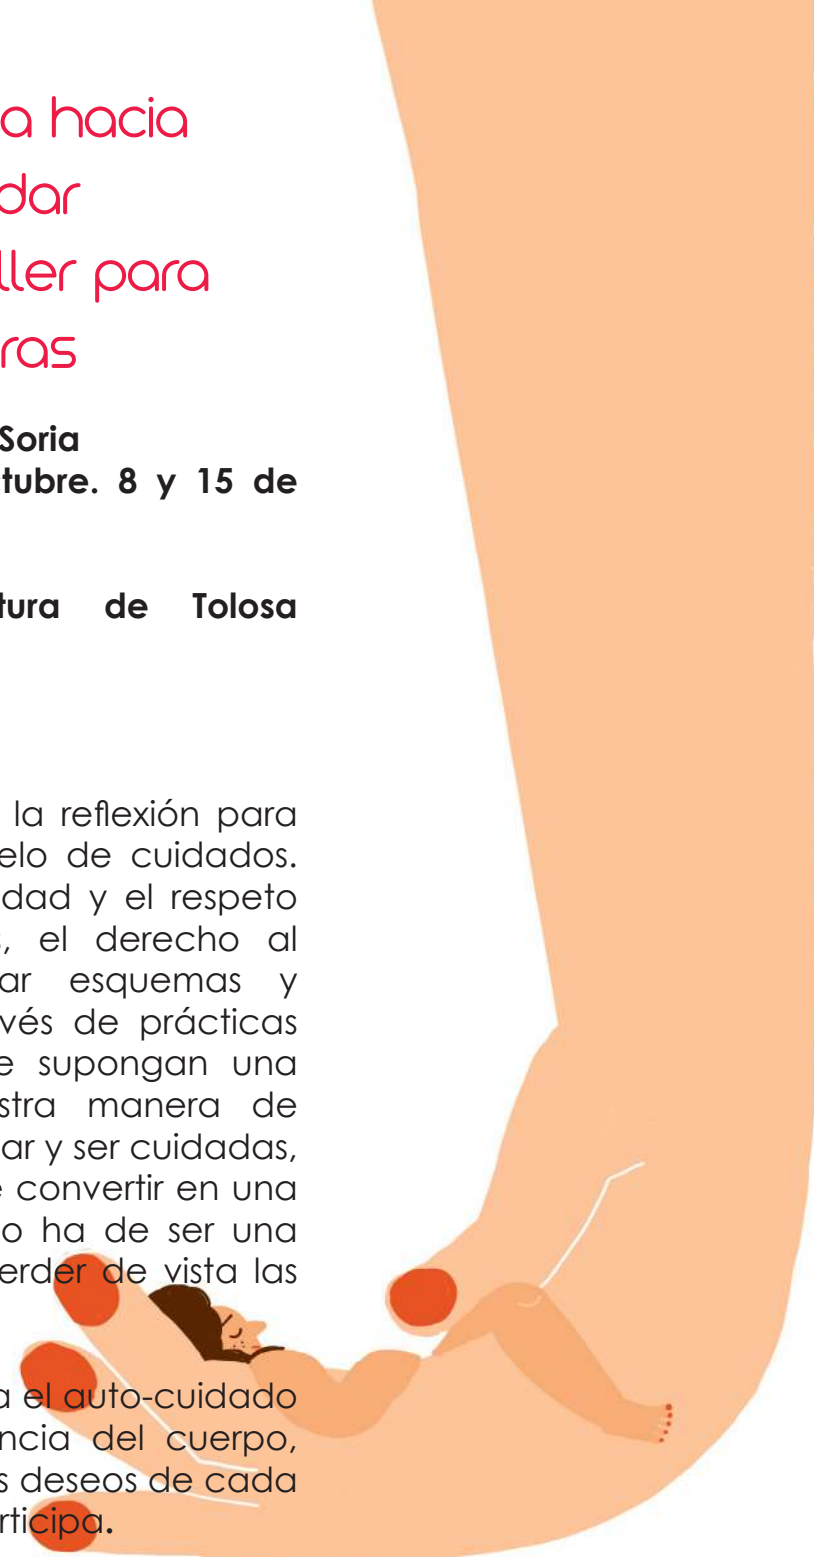 a hacia
dar
ller para
ras
Soria
tubre. 8 y 15 de
tura de Tolosa
la reflexión para
elo de cuidados.
dad y el respeto
, el derecho al
ar esquemas y
vés de prácticas
e supongan una
stra manera de
ar y ser cuidadas,
e convertir en una
o ha de ser una
erder de vista las
a el auto-cuidado
ncia del cuerpo,
s deseos de cada
rticipa.